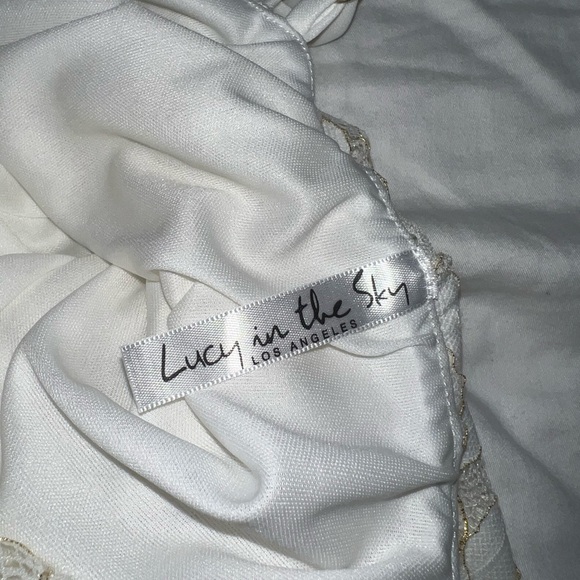 Lucy in the Sky
LOS ANGELES